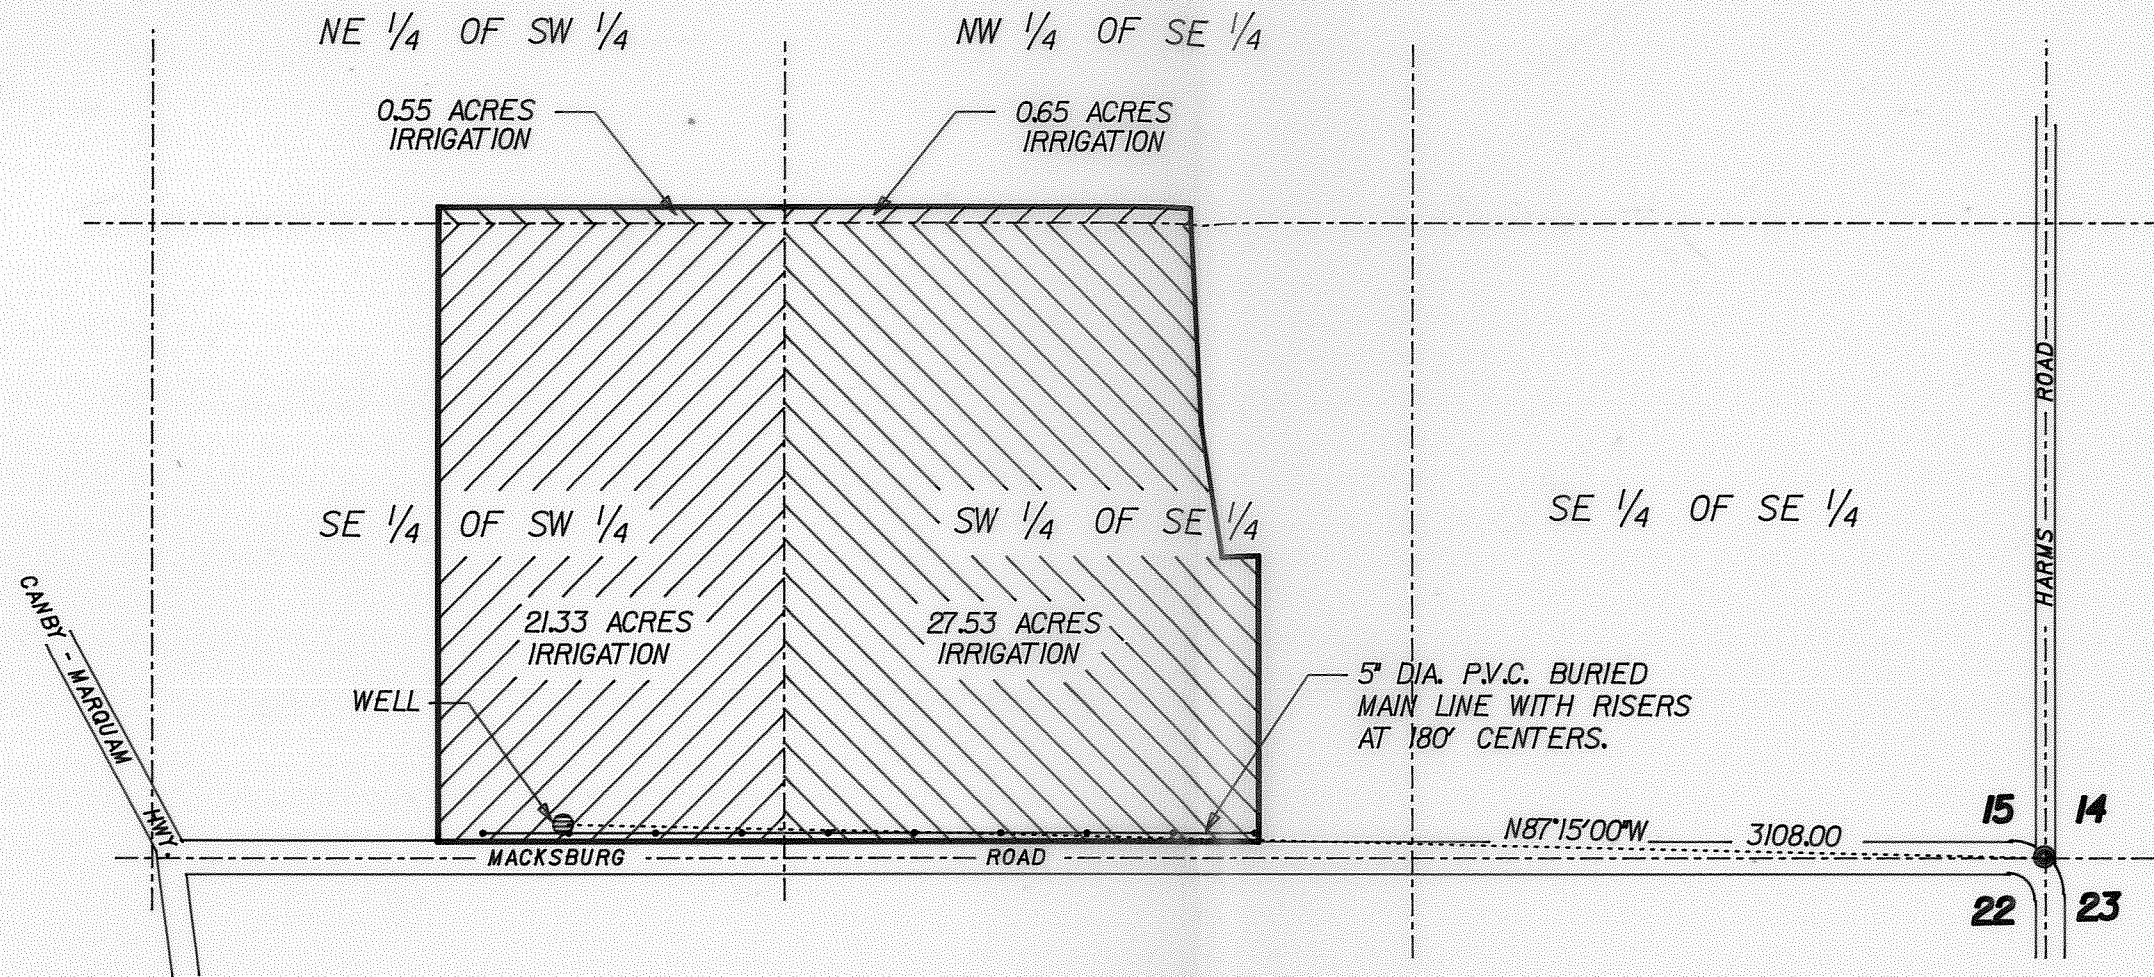 NE 1/4 OF SW 1/4
NW 1/4 OF SE 1/4
0.55 ACRES
IRRIGATION
0.65 ACRES
IRRIGATION
SE 1/4 OF SW 1/4
SW 1/4 OF SE 1/4
SE 1/4 OF SE 1/4
HARMS ROAD
CANBY - MARQUAM HWY.
21.33 ACRES
IRRIGATION
27.53 ACRES
IRRIGATION
WELL
5" DIA. P.V.C. BURIED
MAIN LINE WITH RISERS
AT 180' CENTERS.
15 14
N87°15'00"W 3108.00
MACKSBURG ROAD
22 23